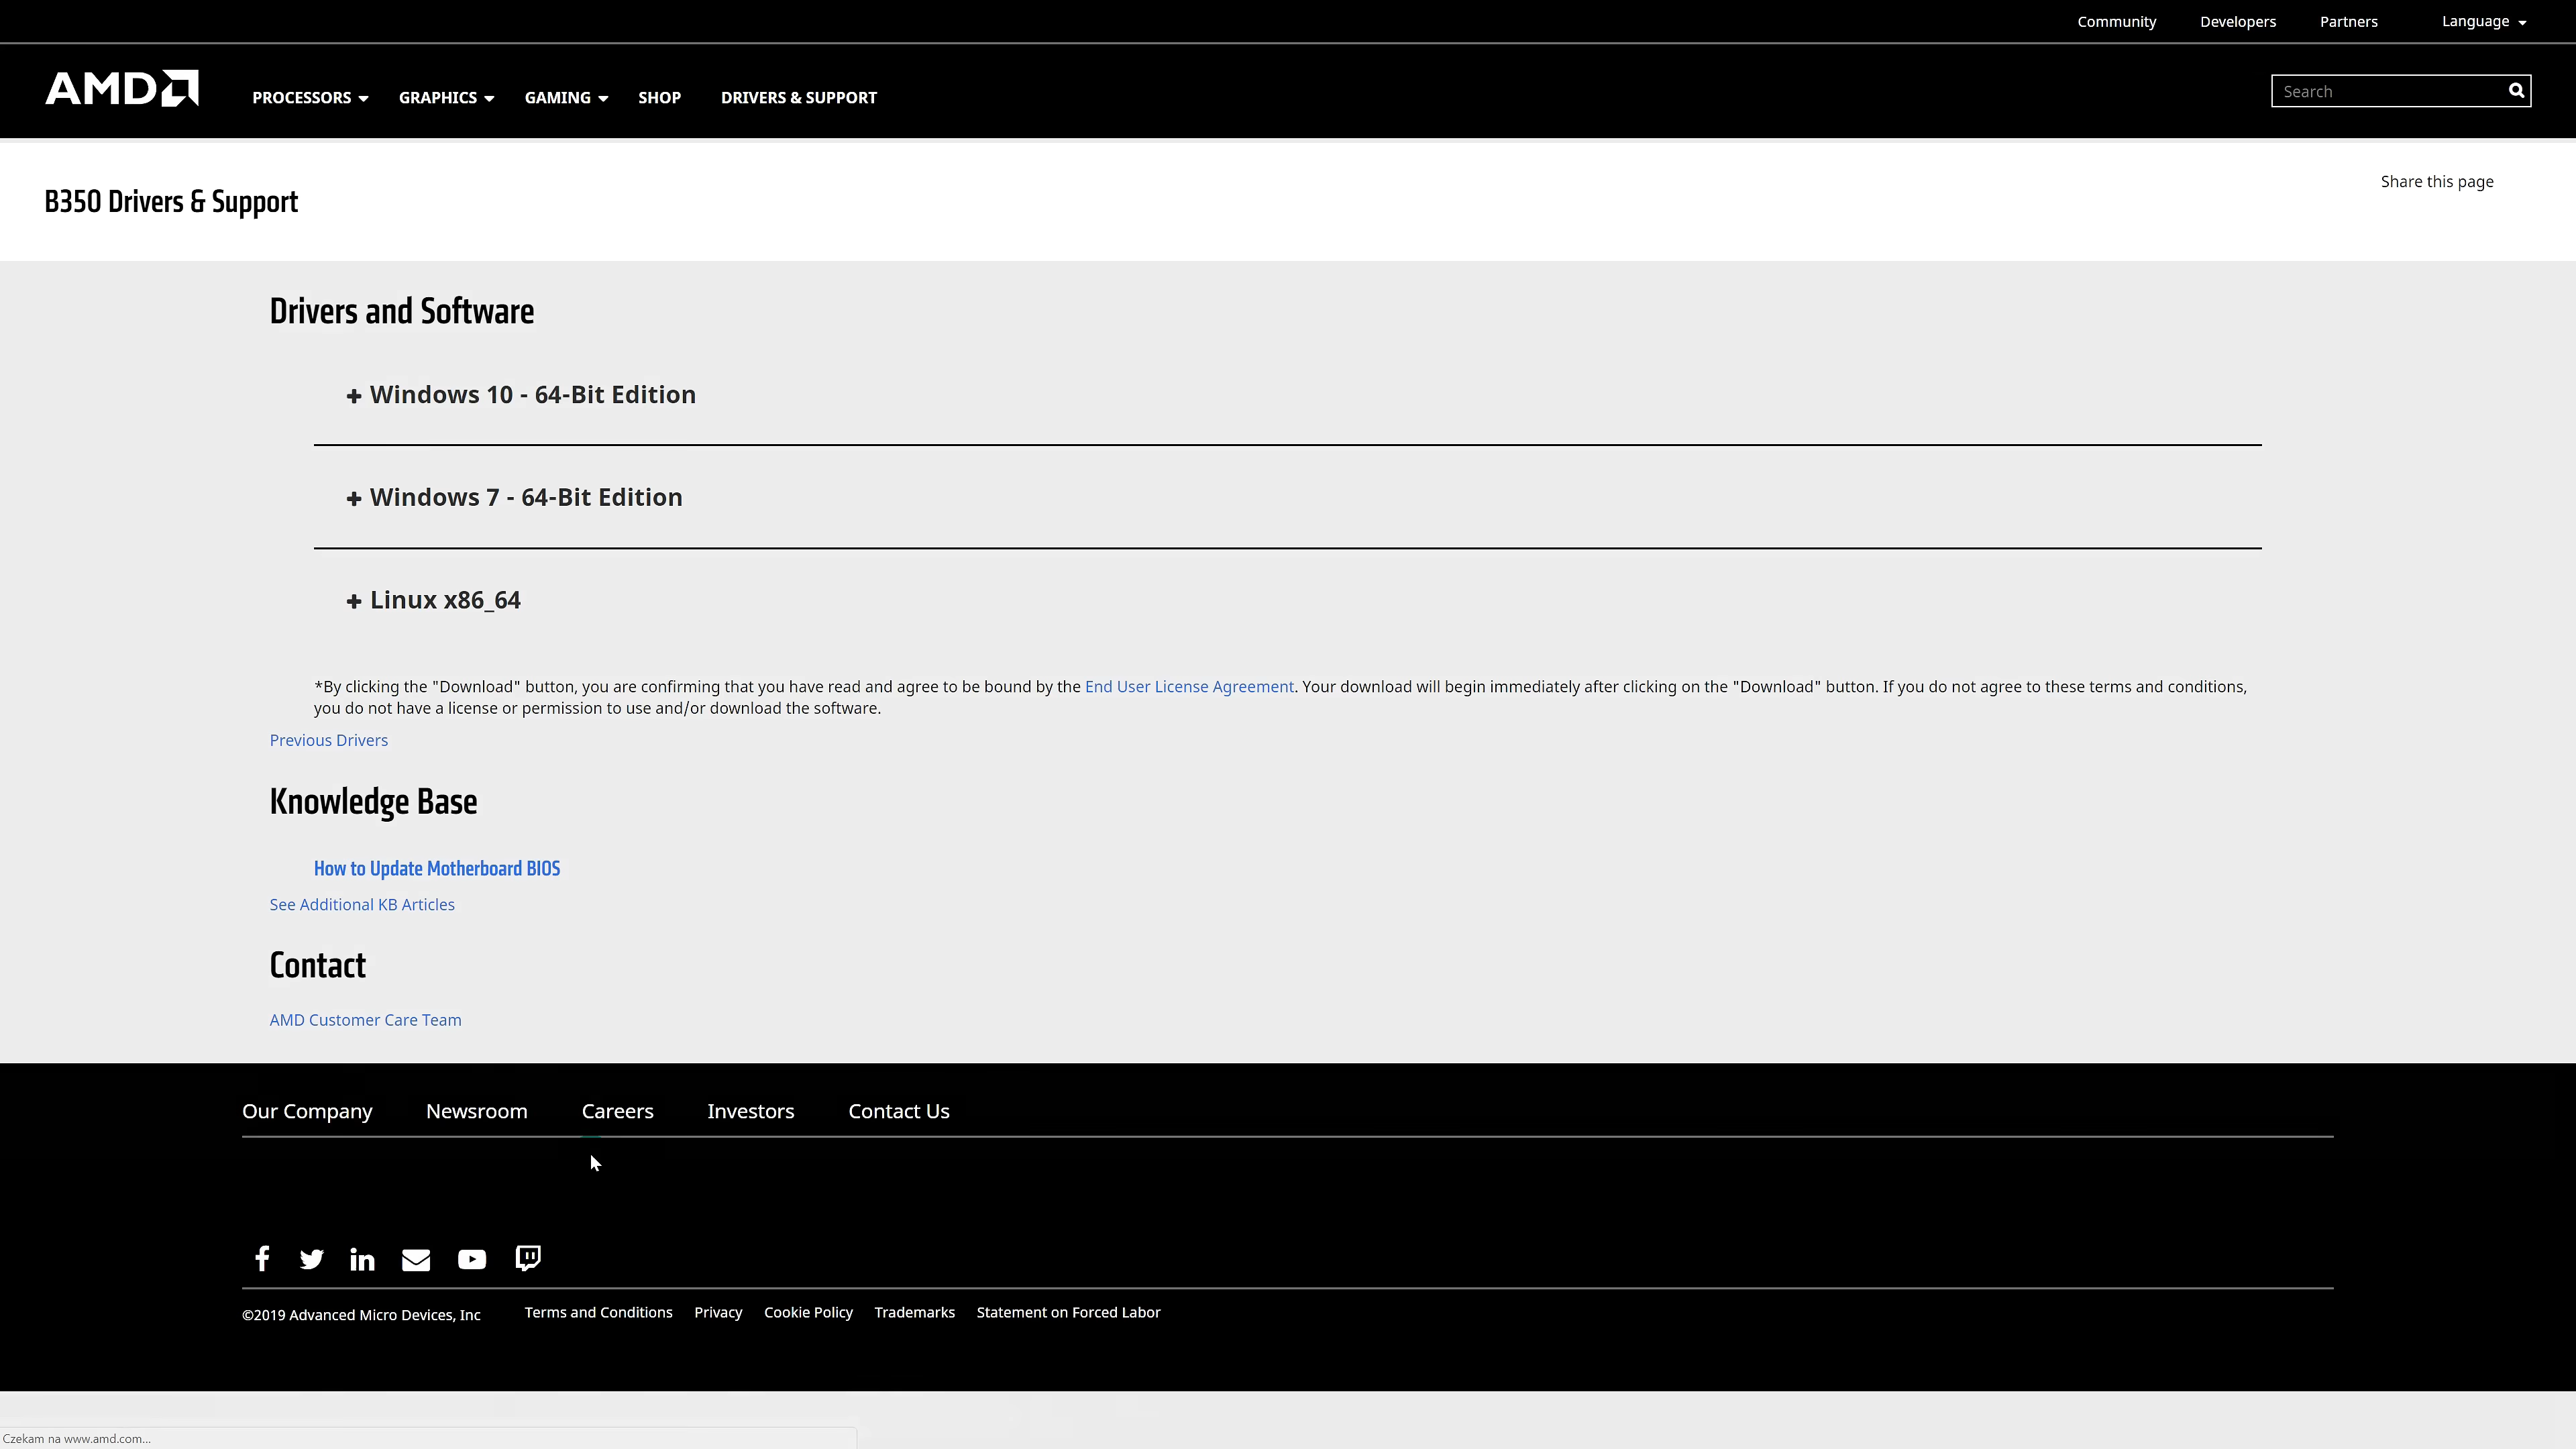 Community Developers Partners Language
AMD
PROCESSORS GRAPHICS GAMING SHOP DRIVERS & SUPPORT
Search
B350 Drivers & Support
Share this page
Drivers and Software
Windows 10 - 64-Bit Edition
Windows 7 - 64-Bit Edition
Linux x86_64
*By clicking the "Download" button, you are confirming that you have read and agree to be bound by the End User License Agreement. Your download will begin immediately after clicking on the "Download" button. If you do not agree to these terms and conditions,
you do not have a license or permission to use and/or download the software.
Previous Drivers
Knowledge Base
How to Update Motherboard BIOS
See Additional KB Articles
Contact
AMD Customer Care Team
Our Company Newsroom Careers Investors Contact Us
©2019 Advanced Micro Devices, Inc Terms and Conditions Privacy Cookie Policy Trademarks Statement on Forced Labor
Czekam na www.amd.com...